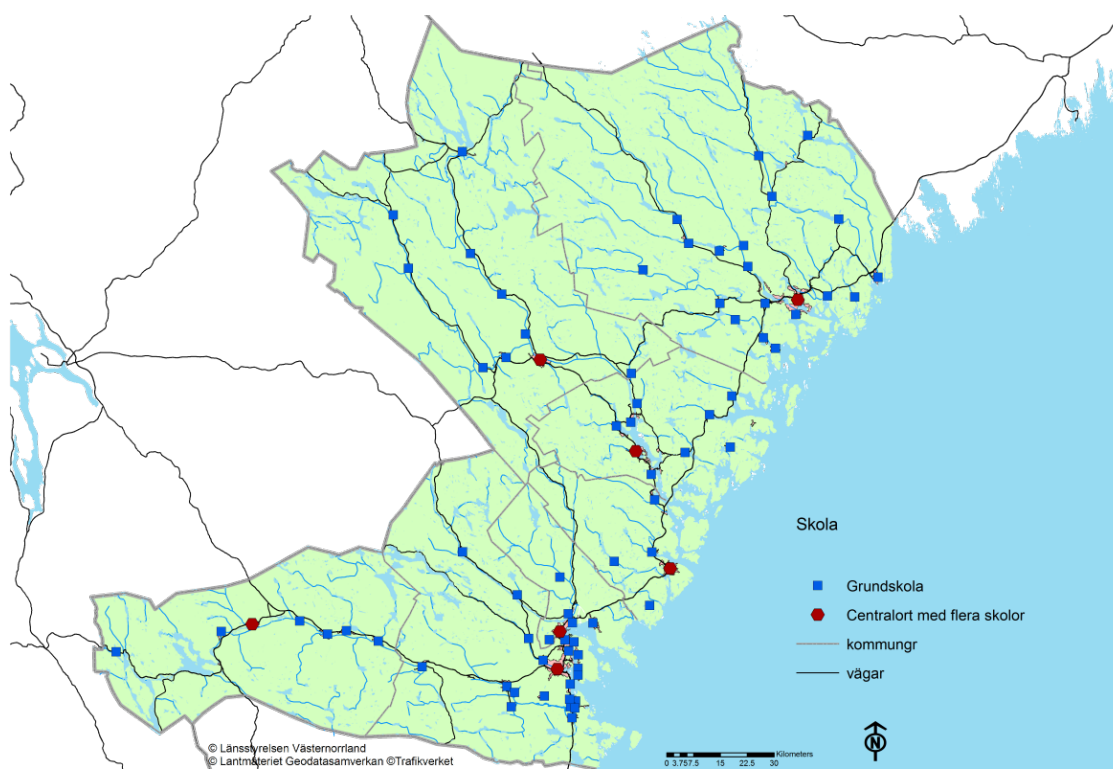 Skola
Grundskola
Centralort med flera skolor
kommungr
vägar
N
Kilometers
0 3.757.5 15 22.5 30
© Länsstyrelsen Västernorrland
© Lantmäteriet Geodatasamverkan ©Trafikverket